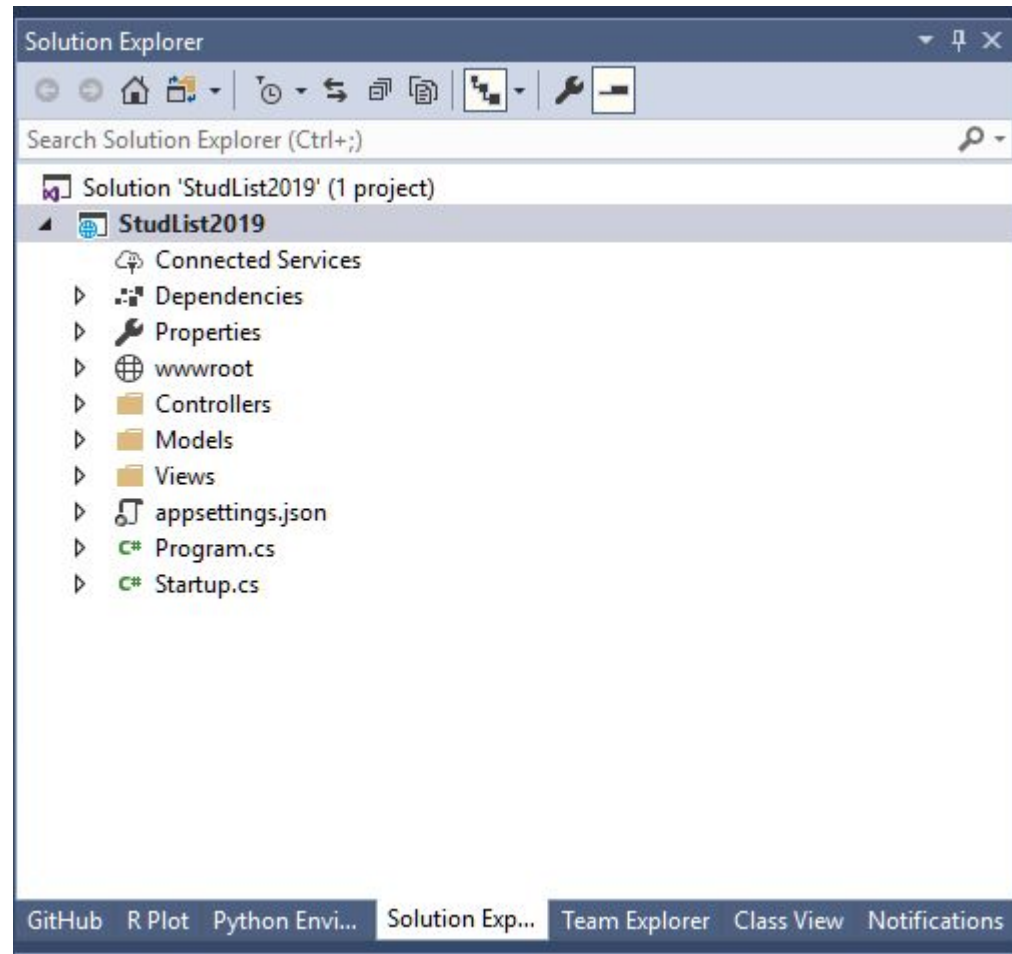 Solution Explorer
Search Solution Explorer (Ctrl+;)
Solution 'StudList2019' (1 project)
StudList2019
Connected Services
Dependencies
Properties
wwwroot
Controllers
Models
Views
appsettings.json
C# Program.cs
C# Startup.cs
GitHub R Plot Python Envi... Solution Exp... Team Explorer Class View Notifications